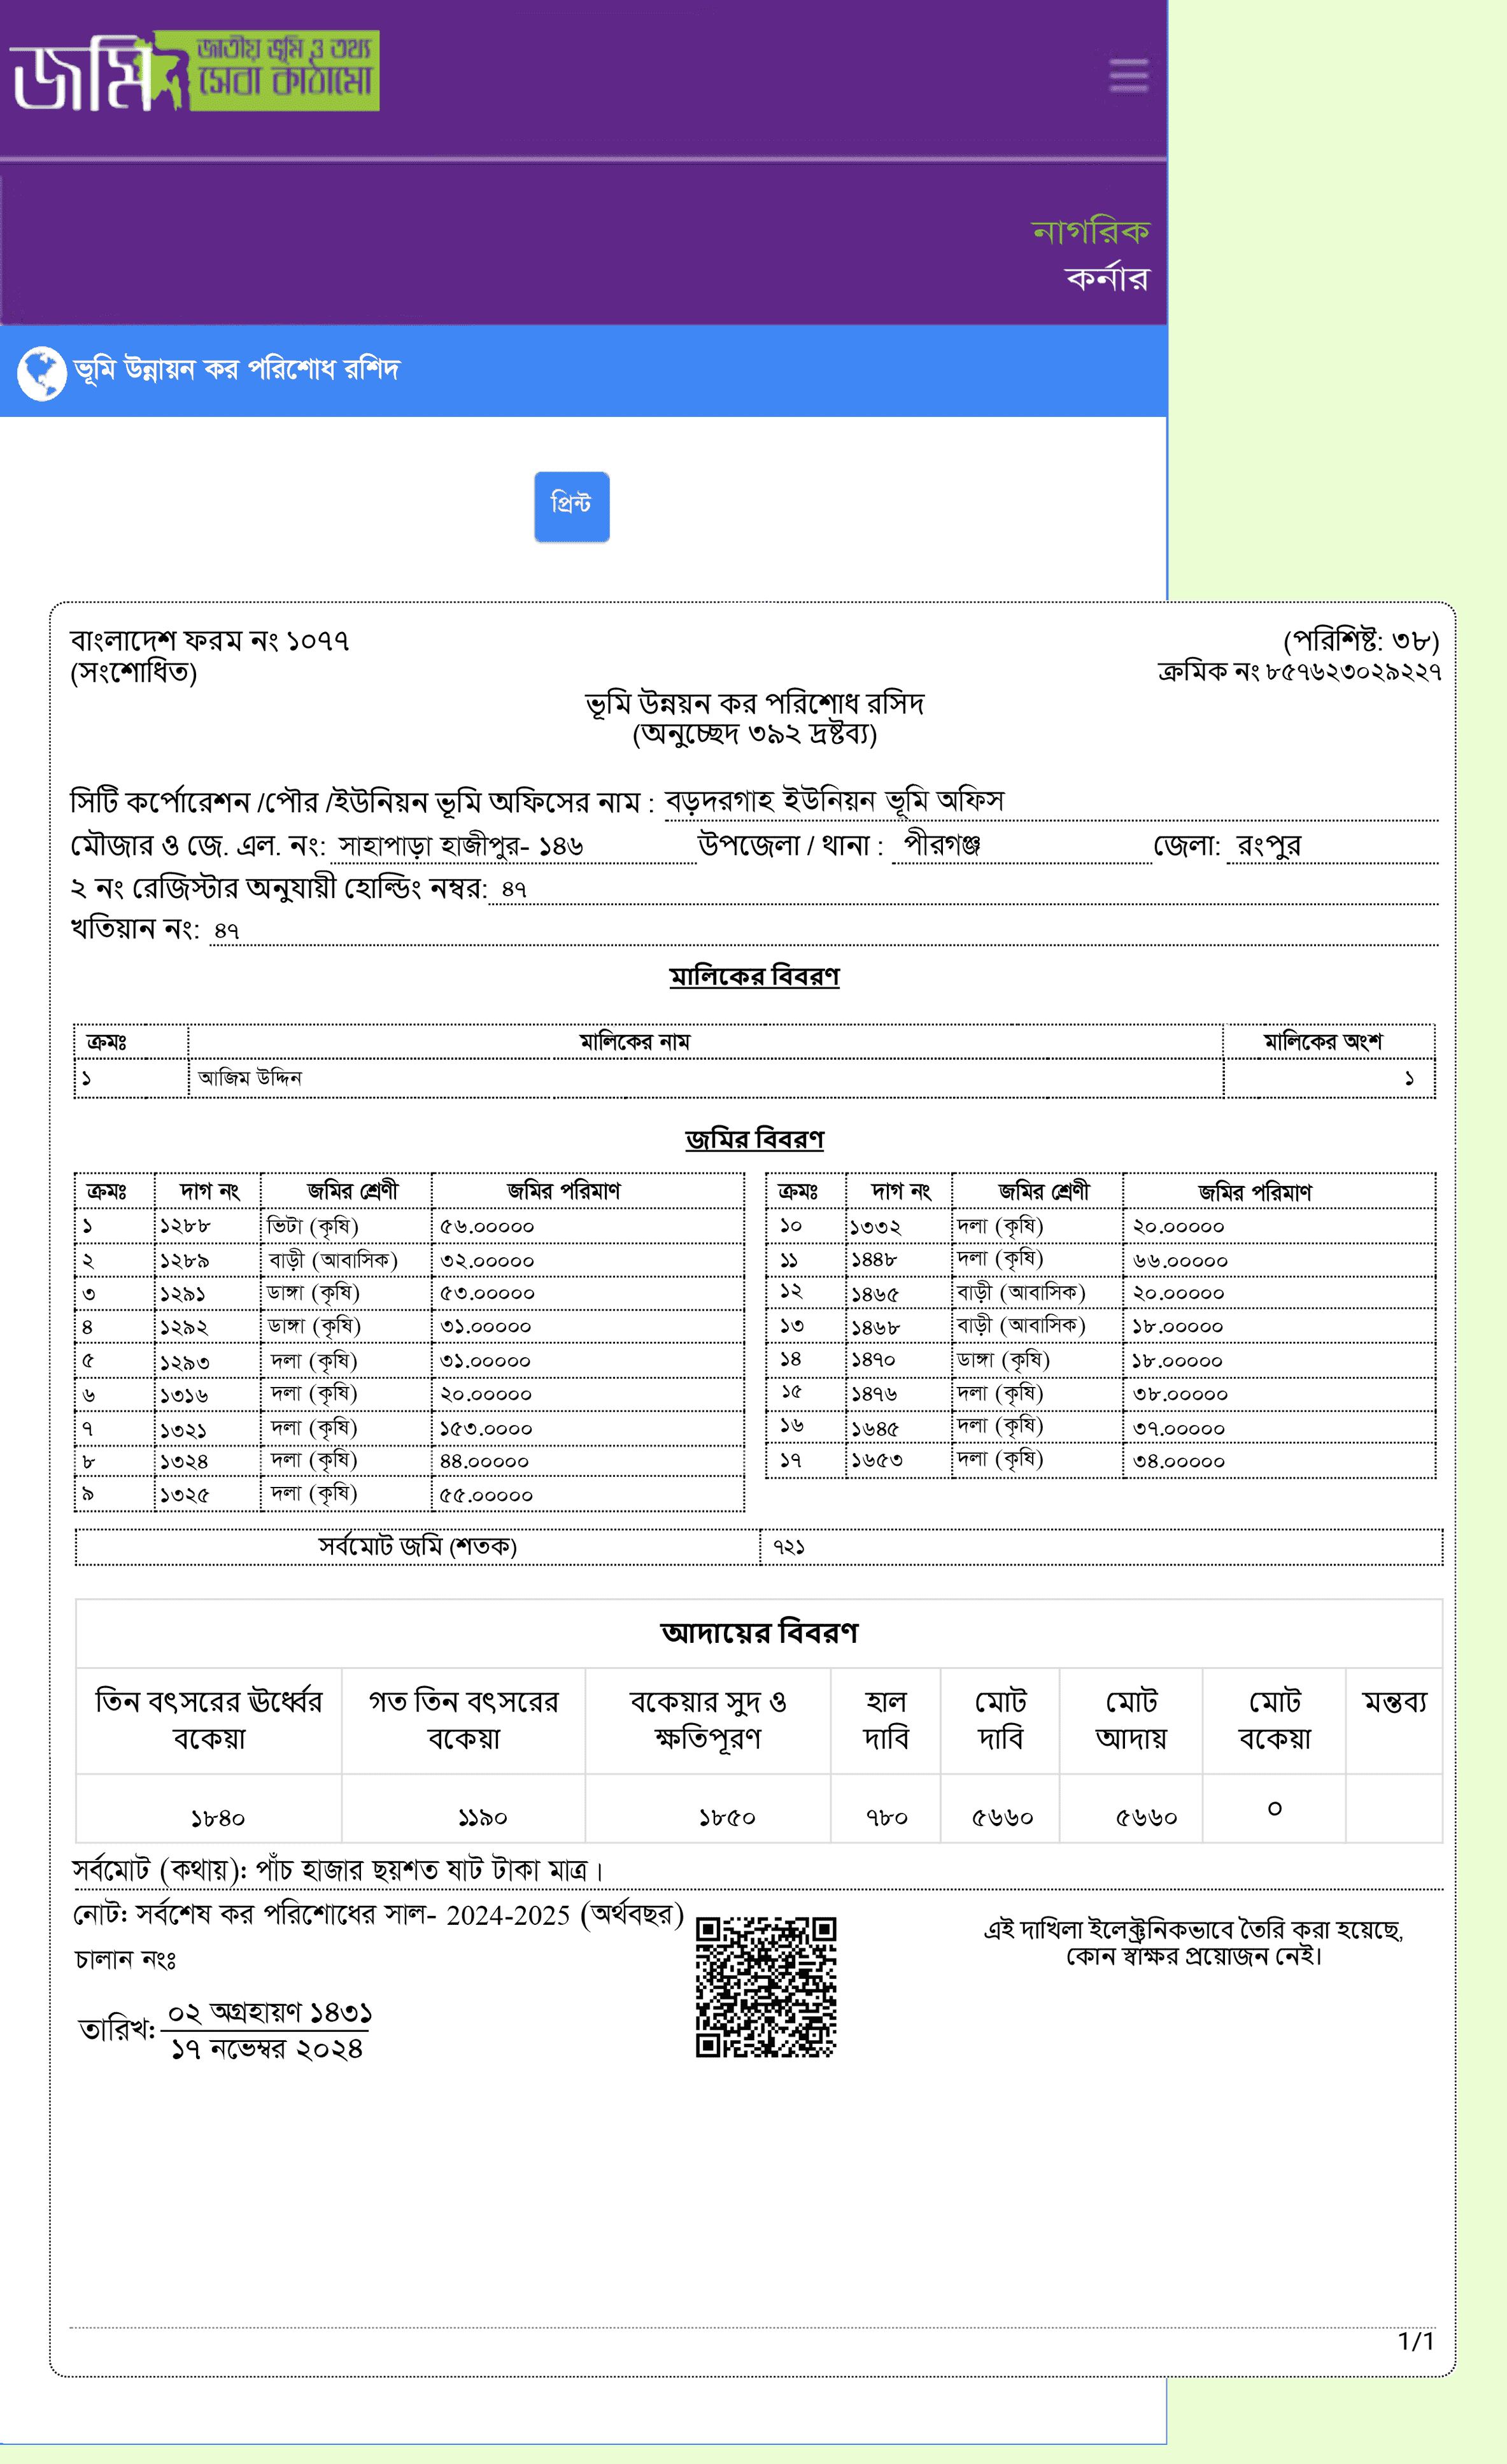 জমি জাতীয় ভূমি ও তথ্য
সেবা কাঠামো
নাগরিক
কর্নার
ভূমি উন্নায়ন কর পরিশোধ রশিদ
প্রিন্ট
বাংলাদেশ ফরম নং ১০৭৭ (পরিশিষ্ট: ৩৮)
(সংশোধিত) ক্রমিক নং ৮৫৭৬২৩০২৯২২৭
ভূমি উন্নয়ন কর পরিশোধ রসিদ
(অনুচ্ছেদ ৩৯২ দ্রষ্টব্য)
সিটি কর্পোরেশন /পৌর /ইউনিয়ন ভূমি অফিসের নাম : বড়দরগাহ ইউনিয়ন ভূমি অফিস
মৌজার ও জে. এল. নং: সাহাপাড়া হাজীপুর- ১৪৬ উপজেলা / থানা : পীরগঞ্জ জেলা: রংপুর
২ নং রেজিস্টার অনুযায়ী হোল্ডিং নম্বর: ৪৭
খতিয়ান নং: ৪৭
মালিকের বিবরণ
ক্রমঃ মালিকের নাম মালিকের অংশ
১ আজিম উদ্দিন ১
জমির বিবরণ
ক্রমঃ দাগ নং জমির শ্রেণী জমির পরিমাণ ক্রমঃ দাগ নং জমির শ্রেণী জমির পরিমাণ
১ ১২৮৮ ভিটা (কৃষি) ৫৬.০০০০০ ১০ ১৩৩২ দলা (কৃষি) ২০.০০০০০
২ ১২৮৯ বাড়ী (আবাসিক) ৩২.০০০০০ ১১ ১৪৪৮ দলা (কৃষি) ৬৬.০০০০০
৩ ১২৯১ ডাঙ্গা (কৃষি) ৫৩.০০০০০ ১২ ১৪৬৫ বাড়ী (আবাসিক) ২০.০০০০০
৪ ১২৯২ ডাঙ্গা (কৃষি) ৩১.০০০০০ ১৩ ১৪৬৮ বাড়ী (আবাসিক) ১৮.০০০০০
৫ ১২৯৩ দলা (কৃষি) ৩১.০০০০০ ১৪ ১৪৭০ ডাঙ্গা (কৃষি) ১৮.০০০০০
৬ ১৩১৬ দলা (কৃষি) ২০.০০০০০ ১৫ ১৪৭৬ দলা (কৃষি) ৩৮.০০০০০
৭ ১৩২১ দলা (কৃষি) ১৫৩.০০০০ ১৬ ১৬৪৫ দলা (কৃষি) ৩৭.০০০০০
৮ ১৩২৪ দলা (কৃষি) ৪৪.০০০০০ ১৭ ১৬৫৩ দলা (কৃষি) ৩৪.০০০০০
৯ ১৩২৫ দলা (কৃষি) ৫৫.০০০০০
সর্বমোট জমি (শতক) ৭২১
আদায়ের বিবরণ
তিন বৎসরের ঊর্ধ্বের গত তিন বৎসরের বকেয়ার সুদ ও হাল মোট মোট মোট মন্তব্য
বকেয়া বকেয়া ক্ষতিপূরণ দাবি দাবি আদায় বকেয়া
১৮৪০ ১১৯০ ১৮৫০ ৭৮০ ৫৬৬০ ৫৬৬০ ০
সর্বমোট (কথায়): পাঁচ হাজার ছয়শত ষাট টাকা মাত্র ।
নোট: সর্বশেষ কর পরিশোধের সাল- 2024-2025 (অর্থবছর)
চালান নংঃ
তারিখ: ০২ অগ্রহায়ণ ১৪৩১
১৭ নভেম্বর ২০২৪
এই দাখিলা ইলেক্ট্রনিকভাবে তৈরি করা হয়েছে,
কোন স্বাক্ষর প্রয়োজন নেই।
1/1